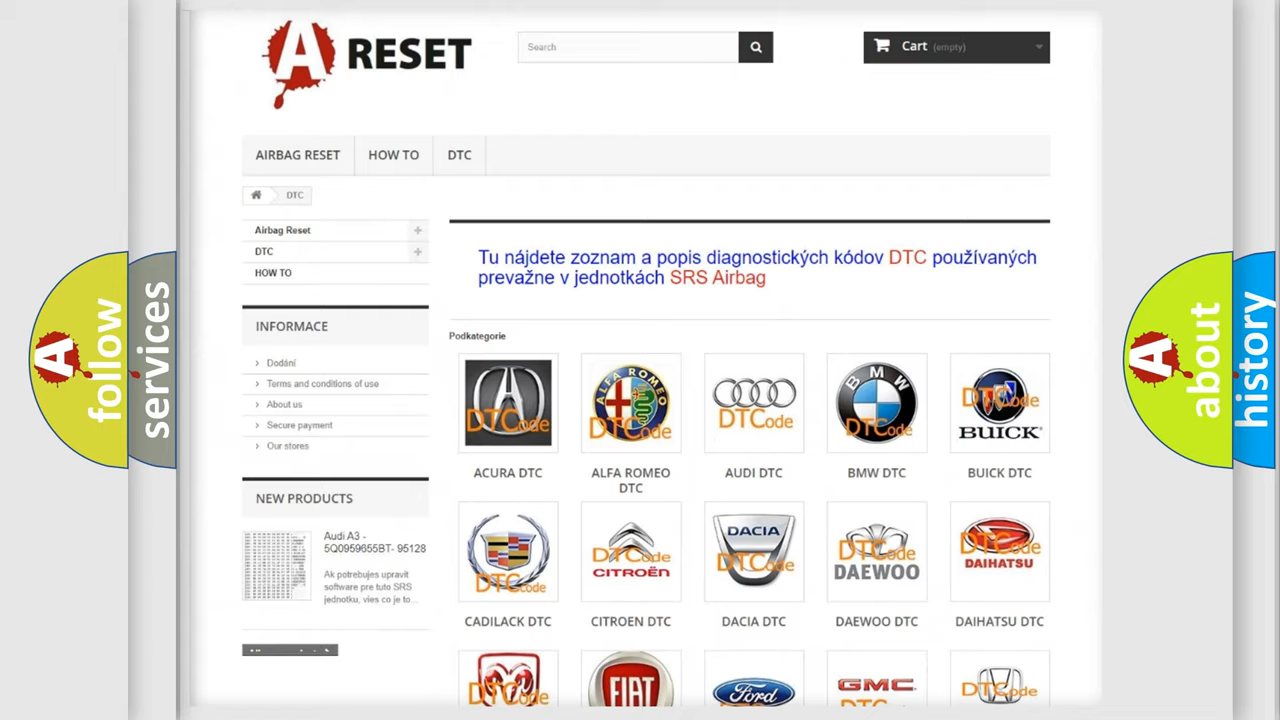 A RESET
Search
Cart (empty)
AIRBAG RESET
HOW TO
DTC
DTC
Airbag Reset
DTC
HOW TO
Tu nájdete zoznam a popis diagnostických kódov DTC používaných
prevažne v jednotkách SRS Airbag
INFORMACE
Dodání
Terms and conditions of use
About us
Secure payment
Our stores
Podkategorie
DTCode
ALFA ROMEO
DTCode
DTCode
BMW
DTCode
DTCode
BUICK
ACURA DTC
ALFA ROMEO
DTC
AUDI DTC
BMW DTC
BUICK DTC
DTCode
DTCode
CITROËN
DACIA
DTCode
DTCode
DAEWOO
DTCode
DAIHATSU
CADILACK DTC
CITROEN DTC
DACIA DTC
DAEWOO DTC
DAIHATSU DTC
DTCode
FIAT
Ford
GMC
DTCode
NEW PRODUCTS
Audi A3 -
5Q0959655BT- 95128
Ak potrebujes upravit
software pre tuto SRS
jednotku, vies co je to...
A follow
services
A about
history